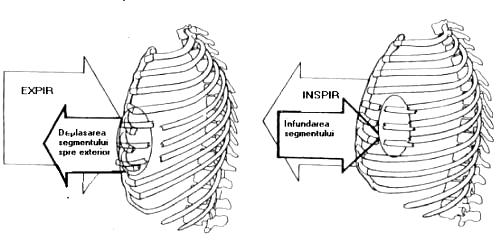 EXPIR
Deplasarea
segmentului
spre exterior
INSPIR
Infundarea
segmentului